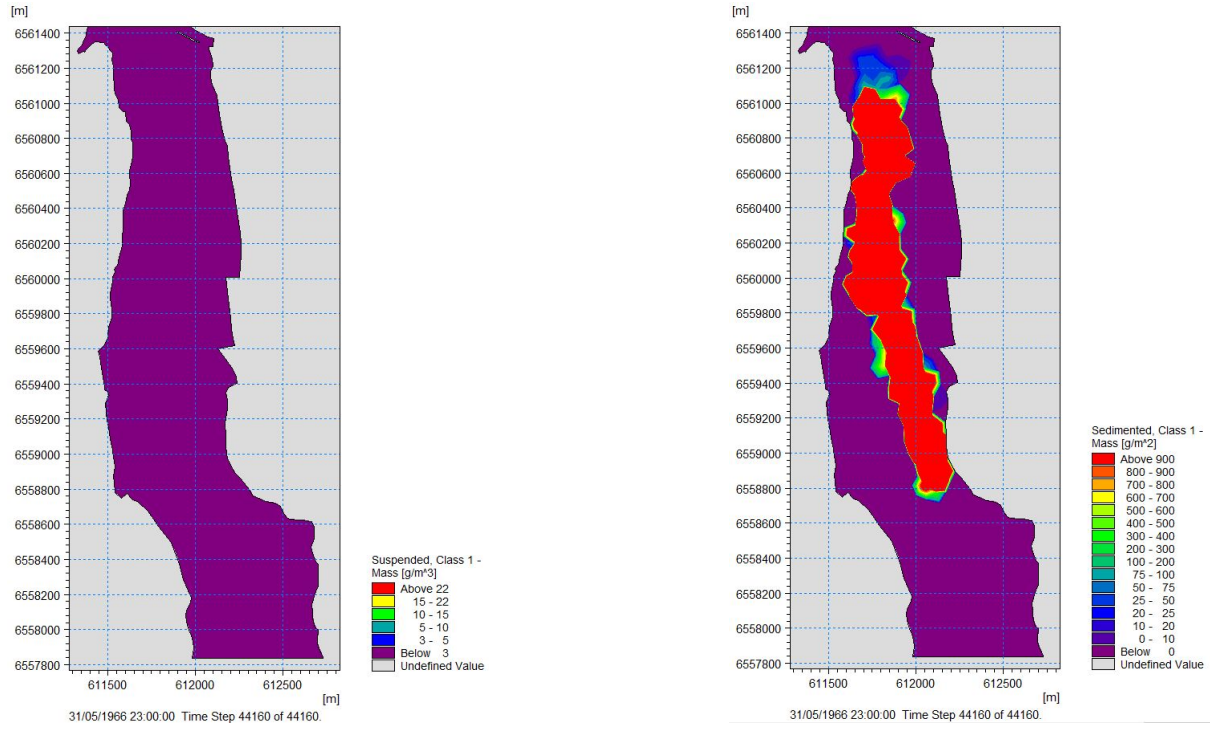 [m]
6561400
6561200
6561000
6560800
6560600
6560400
6560200
6560000
6559800
6559600
6559400
6559200
6559000
6558800
6558600
6558400
6558200
6558000
6557800
611500 612000 612500
[m]
31/05/1966 23:00:00 Time Step 44160 of 44160.
Suspended, Class 1 -
Mass [g/m^3]
Above 22
15 - 22
10 - 15
5 - 10
3 - 5
Below 3
Undefined Value
[m]
6561400
6561200
6561000
6560800
6560600
6560400
6560200
6560000
6559800
6559600
6559400
6559200
6559000
6558800
6558600
6558400
6558200
6558000
6557800
611500 612000 612500
[m]
31/05/1966 23:00:00 Time Step 44160 of 44160.
Sedimented, Class 1 -
Mass [g/m^2]
Above 900
800 - 900
700 - 800
600 - 700
500 - 600
400 - 500
300 - 400
200 - 300
100 - 200
75 - 100
50 - 75
25 - 50
20 - 25
10 - 20
0 - 10
Below 0
Undefined Value